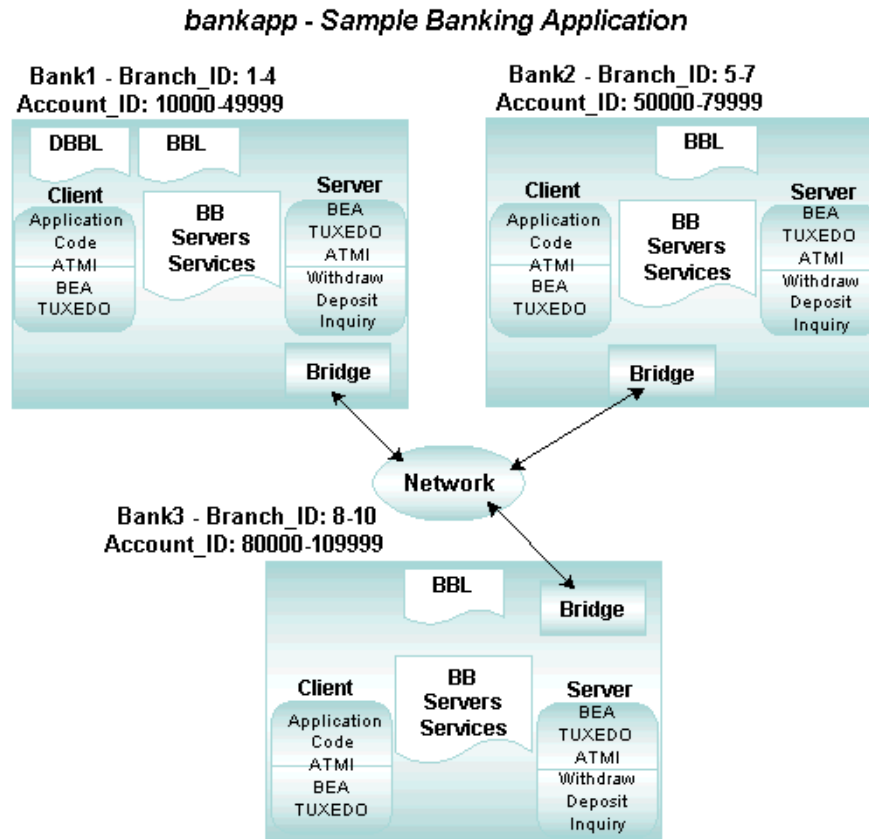 bankapp - Sample Banking Application
Bank1 - Branch_ID: 1-4
Account_ID: 10000-49999
DBBL
BBL
Client
Application
Code
ATMI
BEA
TUXEDO
BB
Servers
Services
Server
BEA
TUXEDO
ATMI
Withdraw
Deposit
Inquiry
Bridge
Bank2 - Branch_ID: 5-7
Account_ID: 50000-79999
BBL
Client
Application
Code
ATMI
BEA
TUXEDO
BB
Servers
Services
Server
BEA
TUXEDO
ATMI
Withdraw
Deposit
Inquiry
Bridge
Network
Bank3 - Branch_ID: 8-10
Account_ID: 80000-109999
BBL
Bridge
Client
Application
Code
ATMI
BEA
TUXEDO
BB
Servers
Services
Server
BEA
TUXEDO
ATMI
Withdraw
Deposit
Inquiry